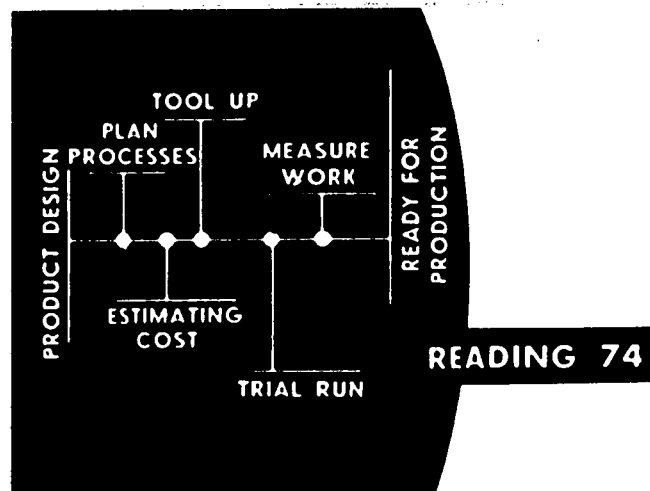 TOOL UP
PLAN
PROCESSES
MEASURE
WORK
PRODUCT DESIGN
READY FOR
PRODUCTION
ESTIMATING
COST
TRIAL RUN
READING 74